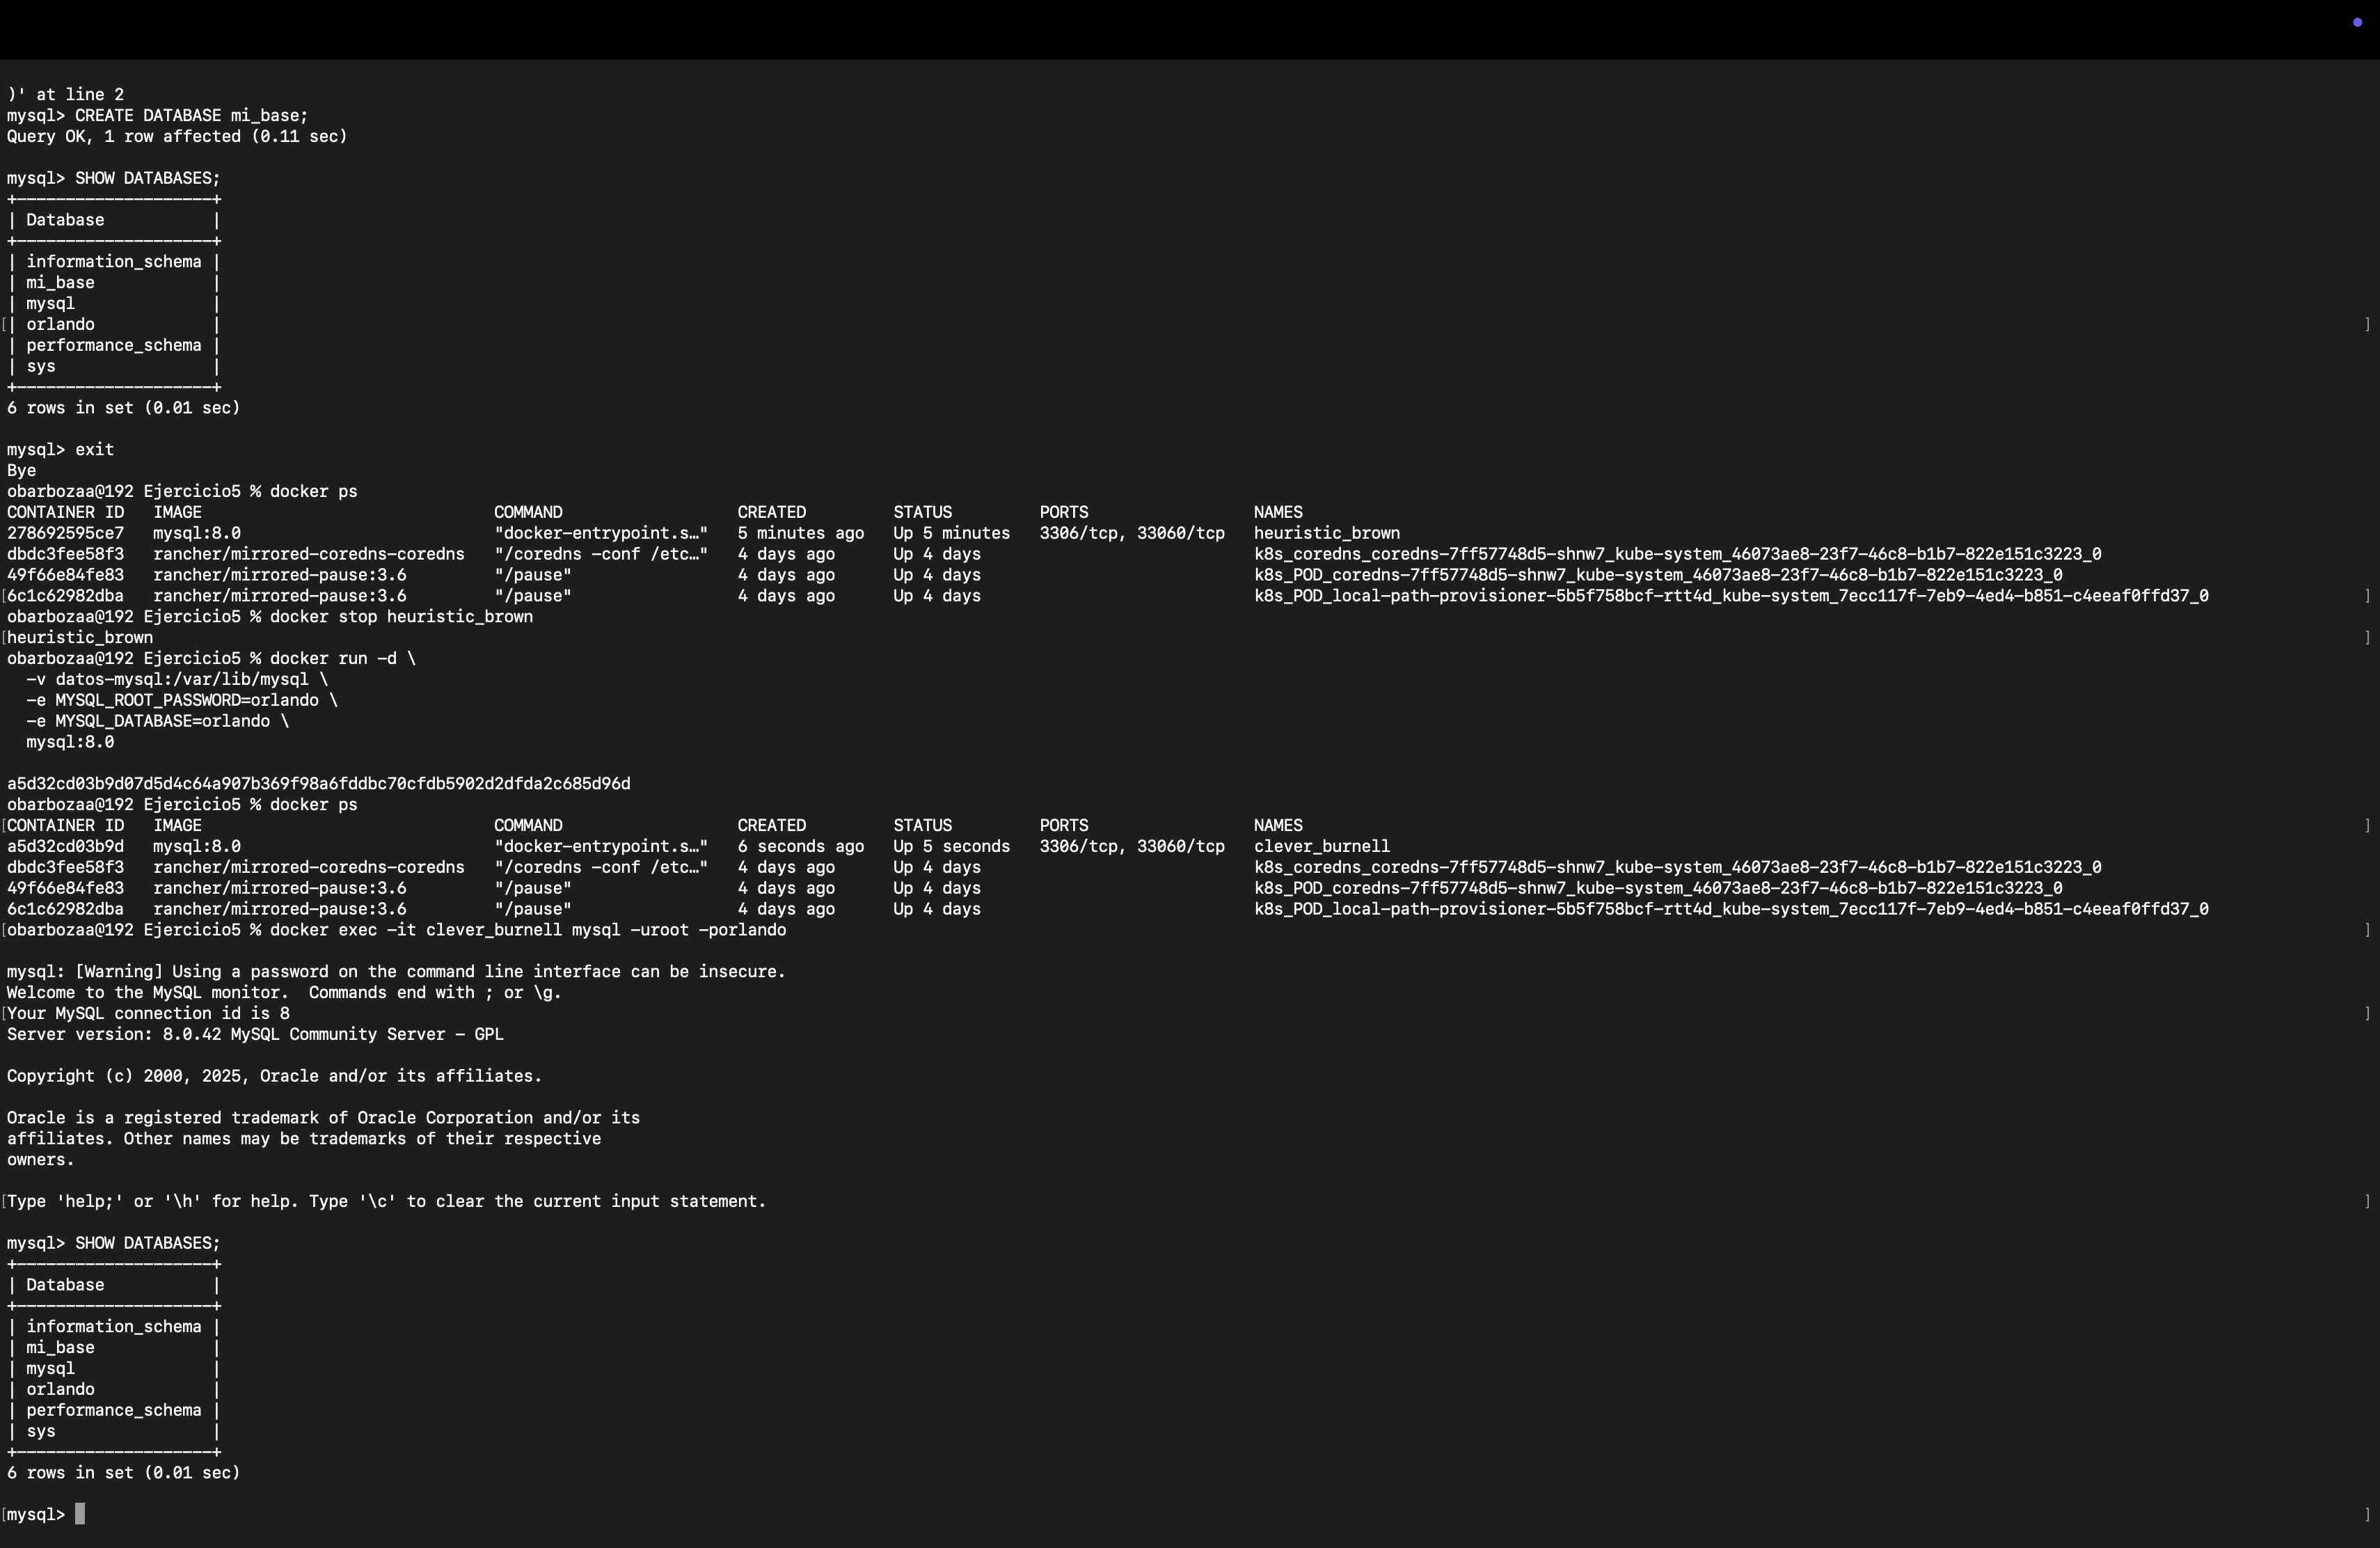 )' at line 2
mysql> CREATE DATABASE mi_base;
Query OK, 1 row affected (0.11 sec)
mysql> SHOW DATABASES;
+--------------------+
| Database           |
+--------------------+
| information_schema |
| mi_base            |
| mysql              |
[| orlando            | ]
| performance_schema |
| sys                |
+--------------------+
6 rows in set (0.01 sec)
mysql> exit
Bye
obarbozaa@192 Ejercicio5 % docker ps
CONTAINER ID   IMAGE                              COMMAND                  CREATED         STATUS         PORTS                 NAMES
278692595ce7   mysql:8.0                          "docker-entrypoint.s…"   5 minutes ago   Up 5 minutes   3306/tcp, 33060/tcp   heuristic_brown
dbdc3fee58f3   rancher/mirrored-coredns-coredns   "/coredns -conf /etc…"   4 days ago      Up 4 days                            k8s_coredns_coredns-7ff57748d5-shnw7_kube-system_46073ae8-23f7-46c8-b1b7-822e151c3223_0
49f66e84fe83   rancher/mirrored-pause:3.6         "/pause"                 4 days ago      Up 4 days                            k8s_POD_coredns-7ff57748d5-shnw7_kube-system_46073ae8-23f7-46c8-b1b7-822e151c3223_0
[6c1c62982dba   rancher/mirrored-pause:3.6         "/pause"                 4 days ago      Up 4 days                            k8s_POD_local-path-provisioner-5b5f758bcf-rtt4d_kube-system_7ecc117f-7eb9-4ed4-b851-c4eeaf0ffd37_0 ]
obarbozaa@192 Ejercicio5 % docker stop heuristic_brown
[heuristic_brown ]
obarbozaa@192 Ejercicio5 % docker run -d \
  -v datos-mysql:/var/lib/mysql \
  -e MYSQL_ROOT_PASSWORD=orlando \
  -e MYSQL_DATABASE=orlando \
  mysql:8.0
a5d32cd03b9d07d5d4c64a907b369f98a6fddbc70cfdb5902d2dfda2c685d96d
obarbozaa@192 Ejercicio5 % docker ps
[CONTAINER ID   IMAGE                              COMMAND                  CREATED         STATUS         PORTS                 NAMES ]
a5d32cd03b9d   mysql:8.0                          "docker-entrypoint.s…"   6 seconds ago   Up 5 seconds   3306/tcp, 33060/tcp   clever_burnell
dbdc3fee58f3   rancher/mirrored-coredns-coredns   "/coredns -conf /etc…"   4 days ago      Up 4 days                            k8s_coredns_coredns-7ff57748d5-shnw7_kube-system_46073ae8-23f7-46c8-b1b7-822e151c3223_0
49f66e84fe83   rancher/mirrored-pause:3.6         "/pause"                 4 days ago      Up 4 days                            k8s_POD_coredns-7ff57748d5-shnw7_kube-system_46073ae8-23f7-46c8-b1b7-822e151c3223_0
6c1c62982dba   rancher/mirrored-pause:3.6         "/pause"                 4 days ago      Up 4 days                            k8s_POD_local-path-provisioner-5b5f758bcf-rtt4d_kube-system_7ecc117f-7eb9-4ed4-b851-c4eeaf0ffd37_0
[obarbozaa@192 Ejercicio5 % docker exec -it clever_burnell mysql -uroot -porlando ]
mysql: [Warning] Using a password on the command line interface can be insecure.
Welcome to the MySQL monitor.  Commands end with ; or \g.
[Your MySQL connection id is 8 ]
Server version: 8.0.42 MySQL Community Server - GPL
Copyright (c) 2000, 2025, Oracle and/or its affiliates.
Oracle is a registered trademark of Oracle Corporation and/or its
affiliates. Other names may be trademarks of their respective
owners.
[Type 'help;' or '\h' for help. Type '\c' to clear the current input statement. ]
mysql> SHOW DATABASES;
+--------------------+
| Database           |
+--------------------+
| information_schema |
| mi_base            |
| mysql              |
| orlando            |
| performance_schema |
| sys                |
+--------------------+
6 rows in set (0.01 sec)
[mysql> ]